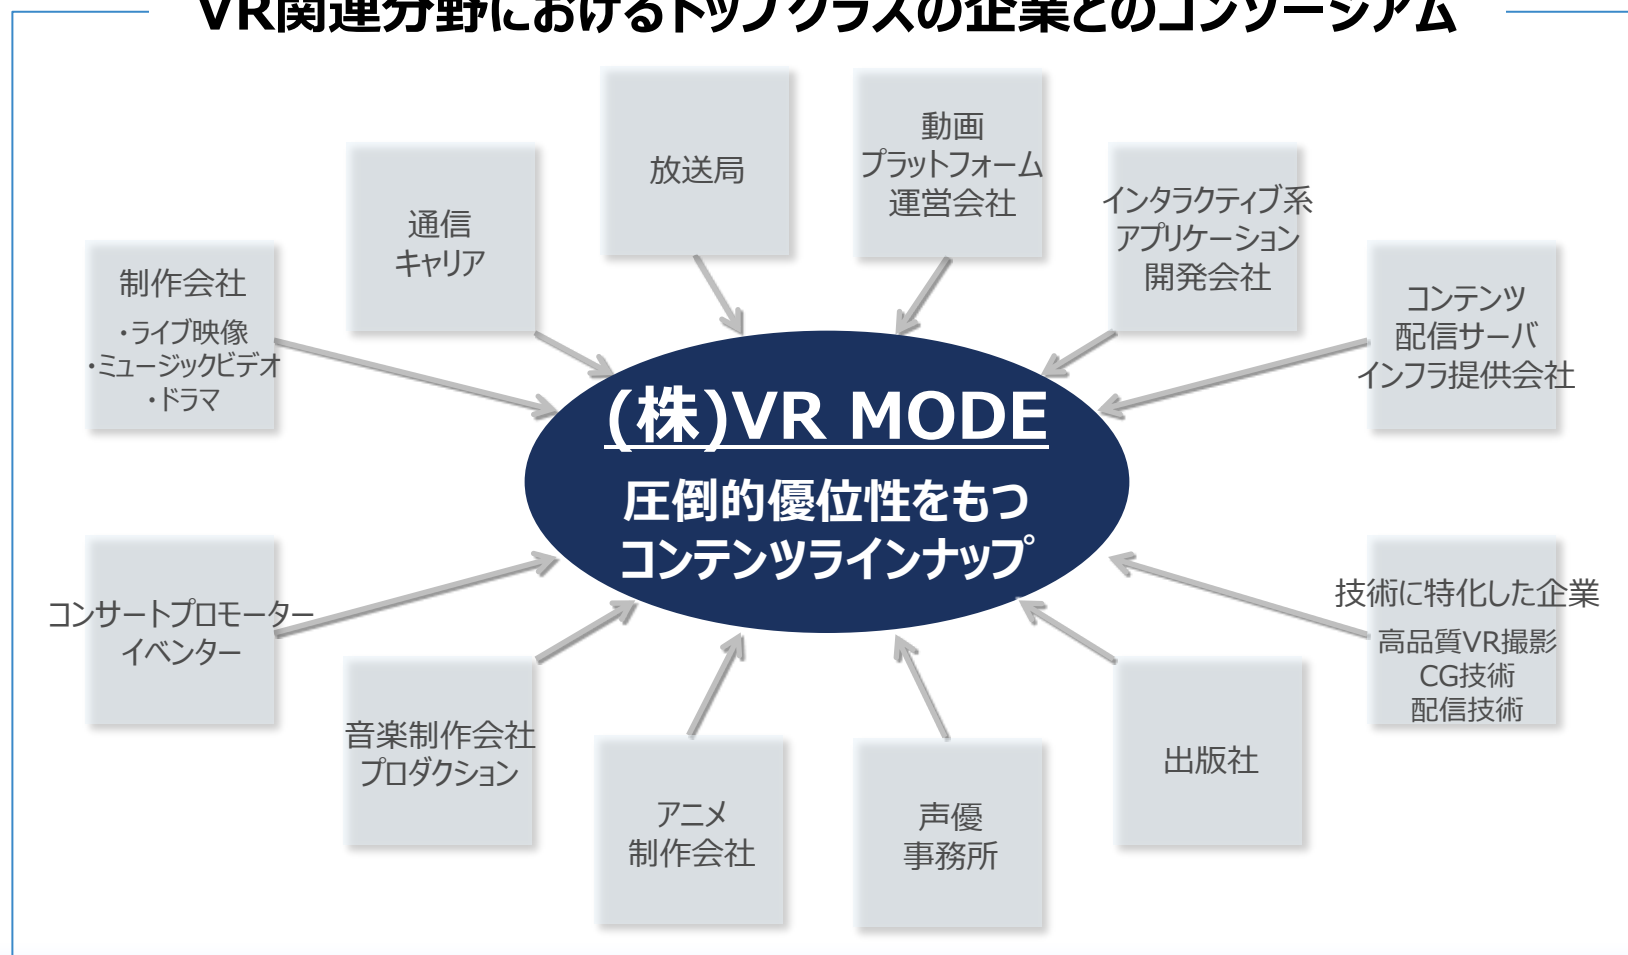 VR関連分野におけるトップクラスの企業とのコンソーシアム
放送局
動画
プラットフォーム
運営会社
通信
キャリア
インタラクティブ系
アプリケーション
開発会社
制作会社
・ライブ映像
・ミュージックビデオ
・ドラマ
コンテンツ
配信サーバ
インフラ提供会社
(株)VR MODE
圧倒的優位性をもつ
コンテンツラインナップ
コンサートプロモーター
イベンター
技術に特化した企業
高品質VR撮影
CG技術
配信技術
音楽制作会社
プロダクション
アニメ
制作会社
声優
事務所
出版社